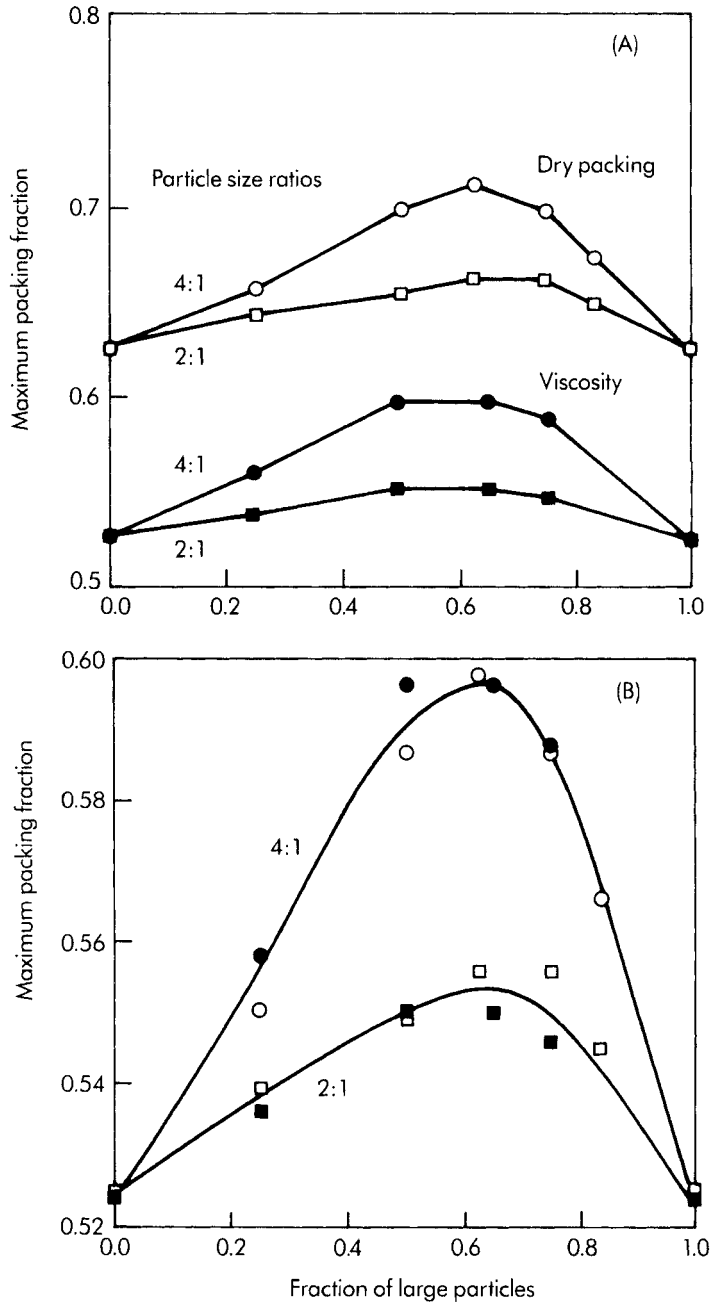 0.8
(A)
Particle size ratios
Dry packing
0.7
4:1
2:1
0.6
Viscosity
4:1
2:1
0.5
0.0 0.2 0.4 0.6 0.8 1.0
Maximum packing fraction
0.60
(B)
0.58
4:1
0.56
0.54
2:1
0.52
0.0 0.2 0.4 0.6 0.8 1.0
Maximum packing fraction
Fraction of large particles